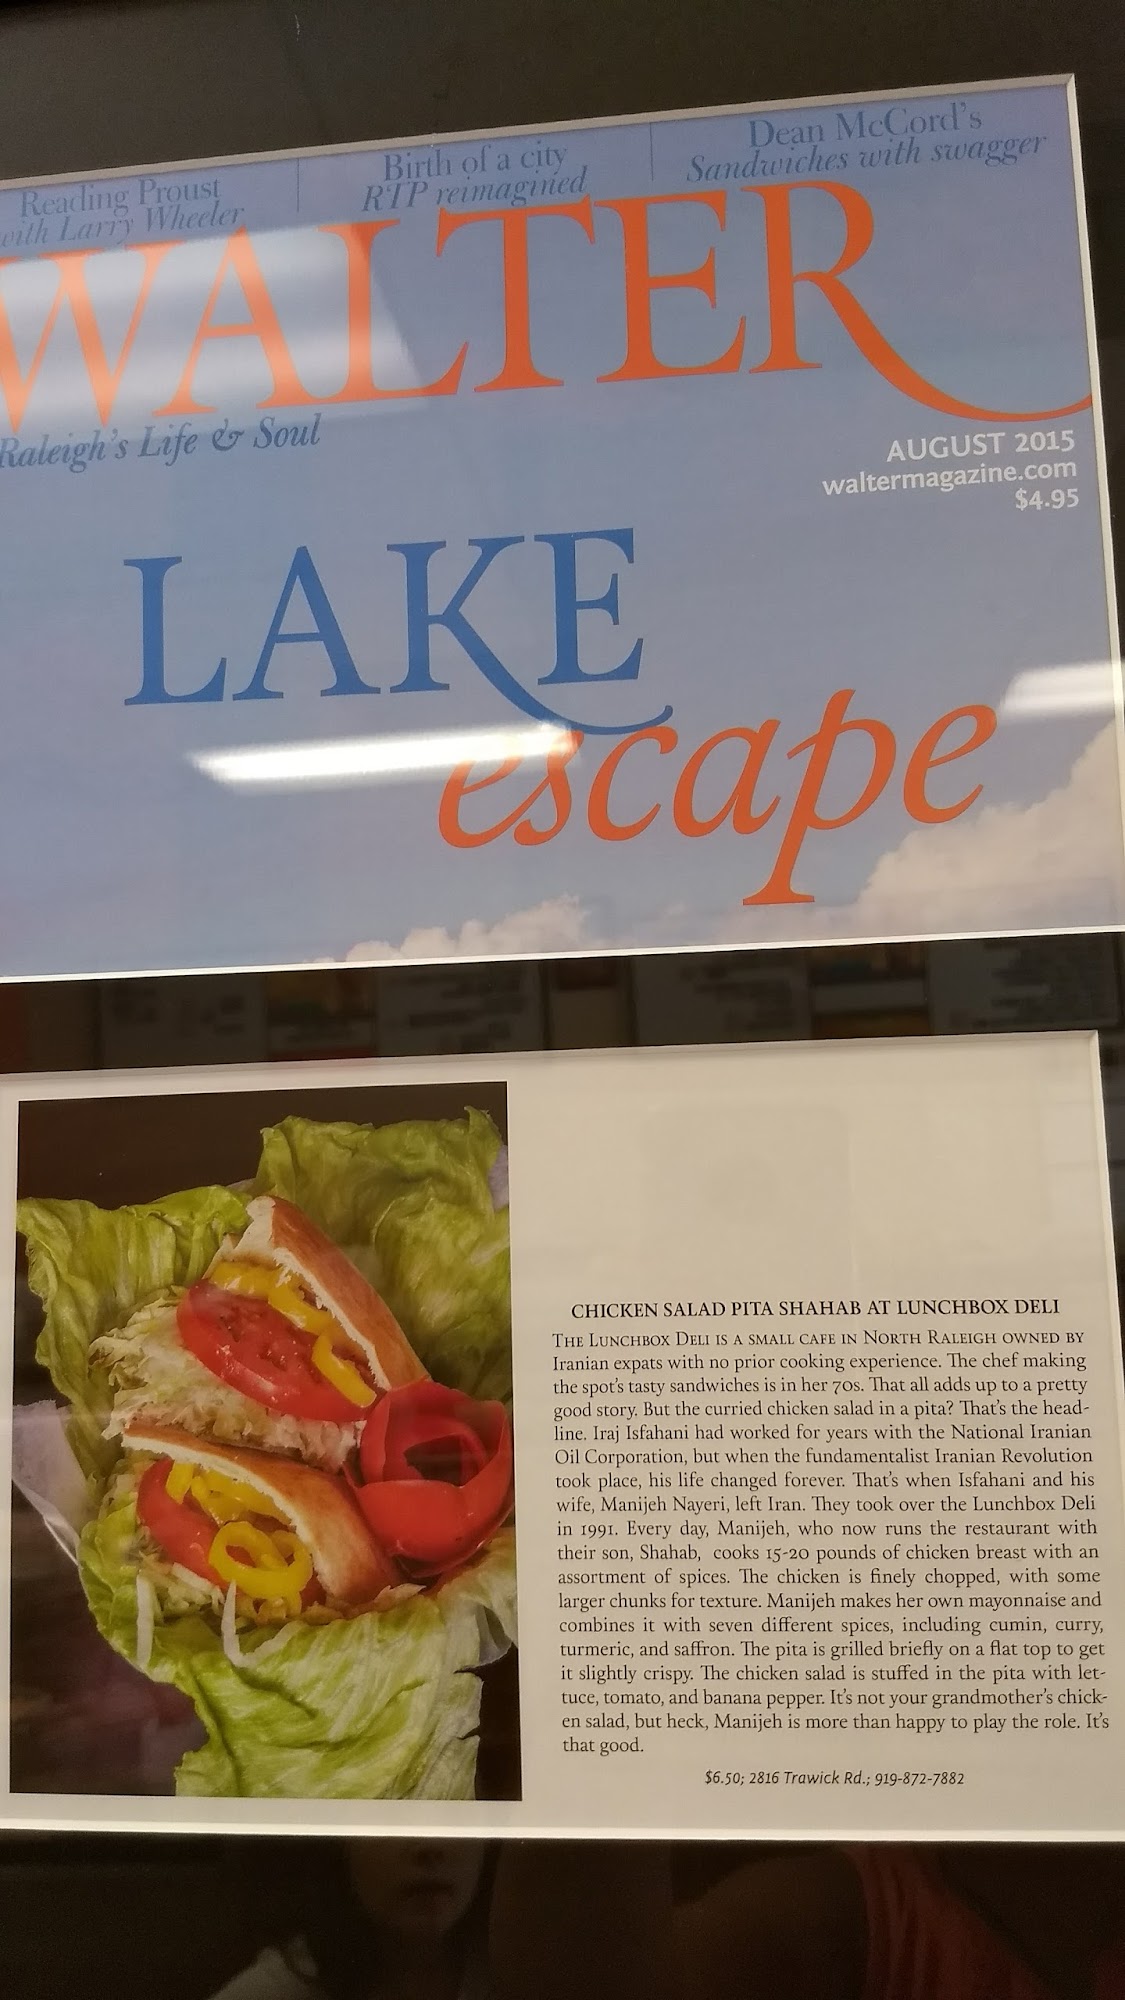 Reading Proust
with Larry Wheeler
Birth of a city
RTP reimagined
Dean McCord's
Sandwiches with swagger
WALTER
Raleigh's Life & Soul
AUGUST 2015
waltermagazine.com
$4.95
LAKE
escape
CHICKEN SALAD PITA SHAHAB AT LUNCHBOX DELI
THE LUNCHBOX DELI IS A SMALL CAFE IN NORTH RALEIGH OWNED BY
Iranian expats with no prior cooking experience. The chef making
the spot's tasty sandwiches is in her 70s. That all adds up to a pretty
good story. But the curried chicken salad in a pita? That's the head-
line. Iraj Isfahani had worked for years with the National Iranian
Oil Corporation, but when the fundamentalist Iranian Revolution
took place, his life changed forever. That's when Isfahani and his
wife, Manijeh Nayeri, left Iran. They took over the Lunchbox Deli
in 1991. Every day, Manijeh, who now runs the restaurant with
their son, Shahab, cooks 15-20 pounds of chicken breast with an
assortment of spices. The chicken is finely chopped, with some
larger chunks for texture. Manijeh makes her own mayonnaise and
combines it with seven different spices, including cumin, curry,
turmeric, and saffron. The pita is grilled briefly on a flat top to get
it slightly crispy. The chicken salad is stuffed in the pita with let-
tuce, tomato, and banana pepper. It's not your grandmother's chick-
en salad, but heck, Manijeh is more than happy to play the role. It's
that good.
$6.50; 2816 Trawick Rd.; 919-872-7882